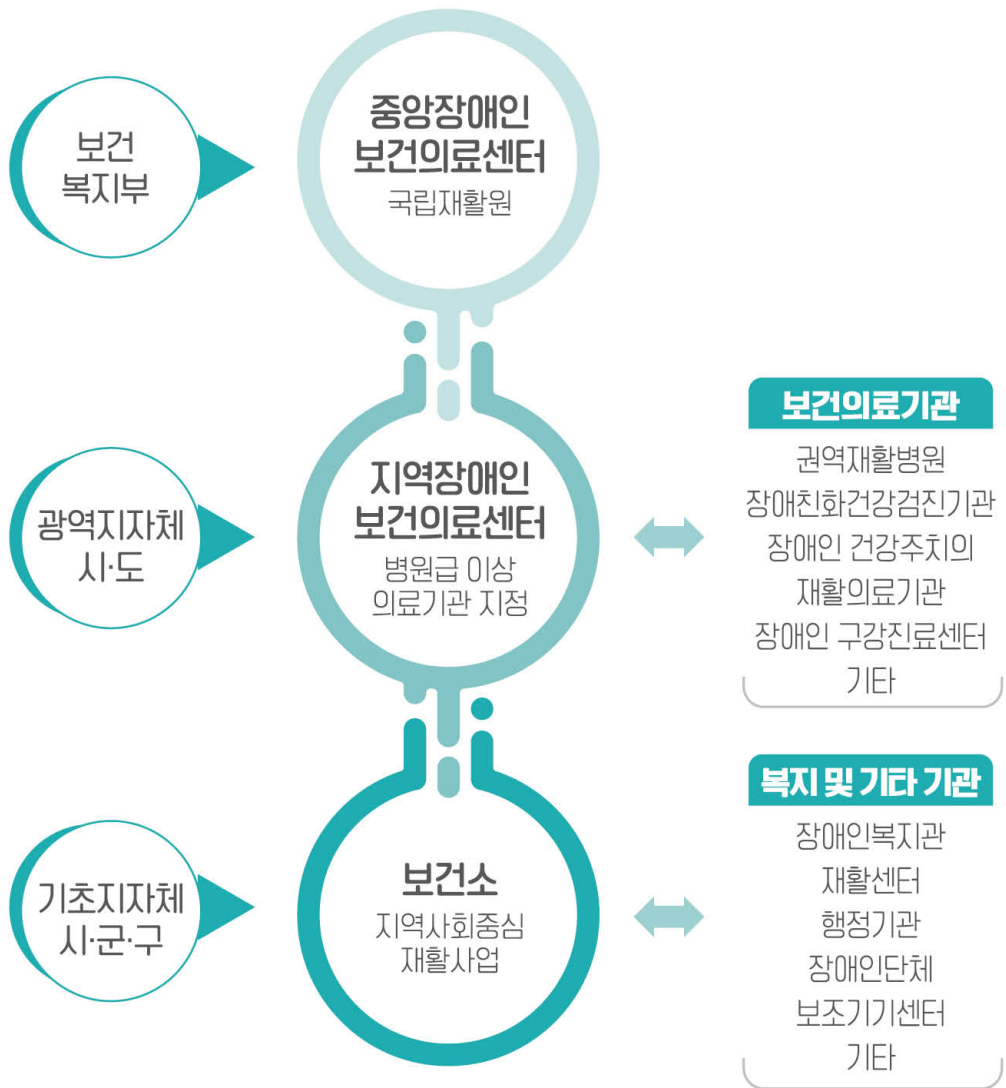 보건
복지부
중앙장애인
보건의료센터
국립재활원
광역지자체
시·도
지역장애인
보건의료센터
병원급 이상
의료기관 지정
보건의료기관
권역재활병원
장애친화건강검진기관
장애인 건강주치의
재활의료기관
장애인 구강진료센터
기타
기초지자체
시·군·구
보건소
지역사회중심
재활사업
복지 및 기타 기관
장애인복지관
재활센터
행정기관
장애인단체
보조기기센터
기타